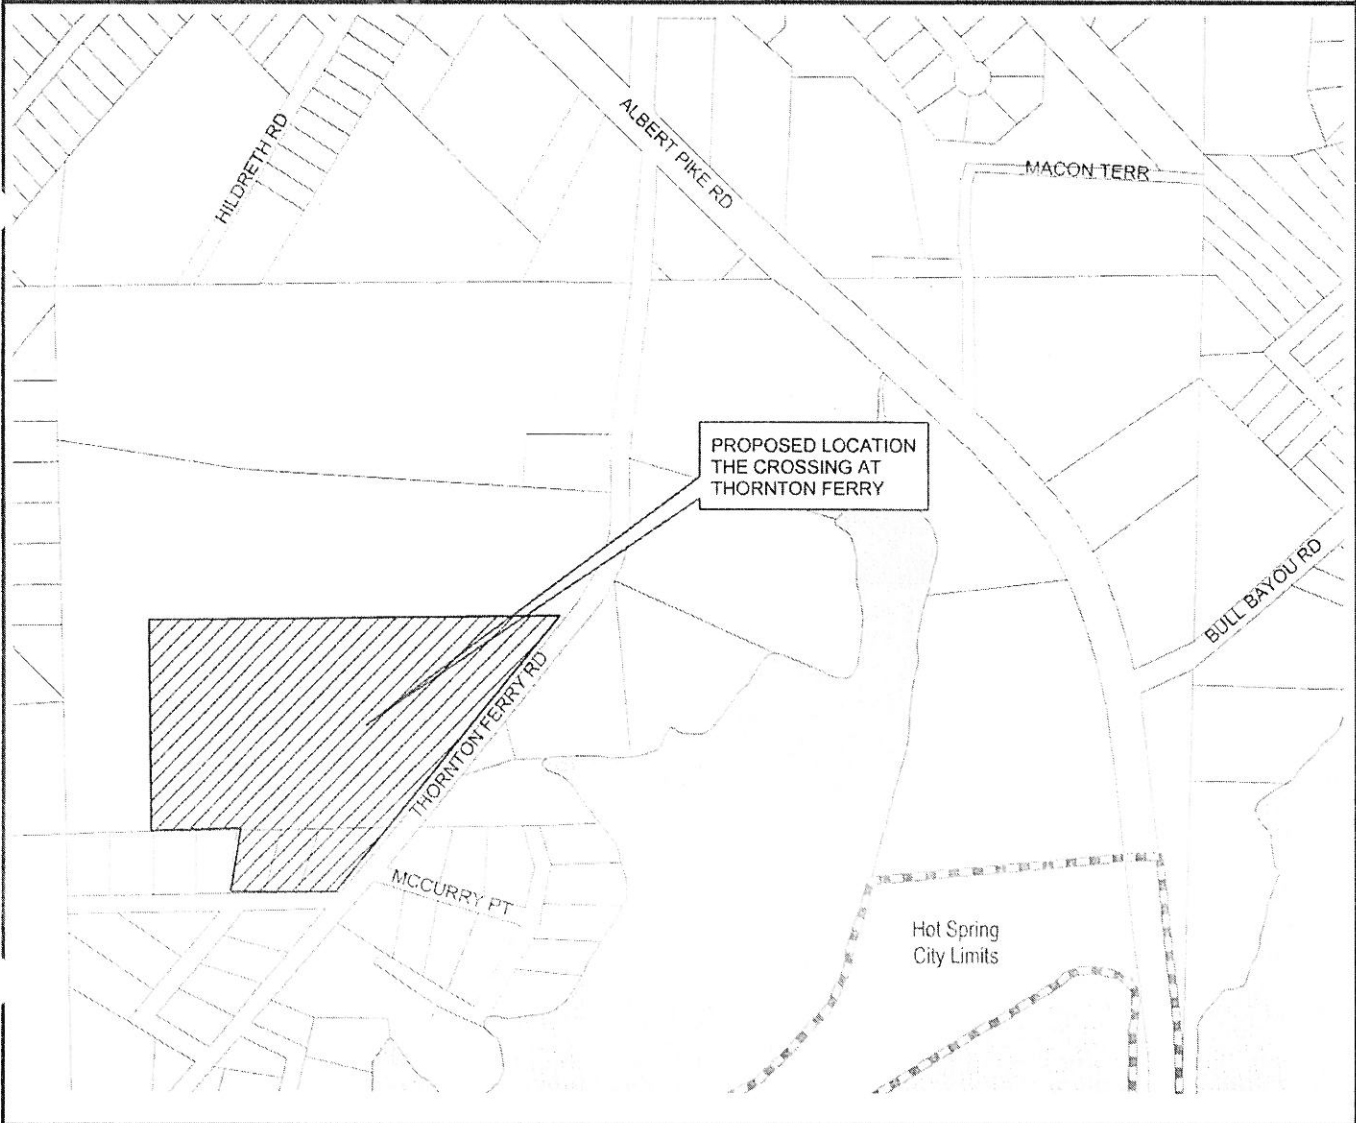 HILDRETH RD
ALBERT PIKE RD
MACON TERR
PROPOSED LOCATION
THE CROSSING AT
THORNTON FERRY
BULL BAYOU RD
THORNTON FERRY RD
MCCURRY PT
Hot Spring
City Limits